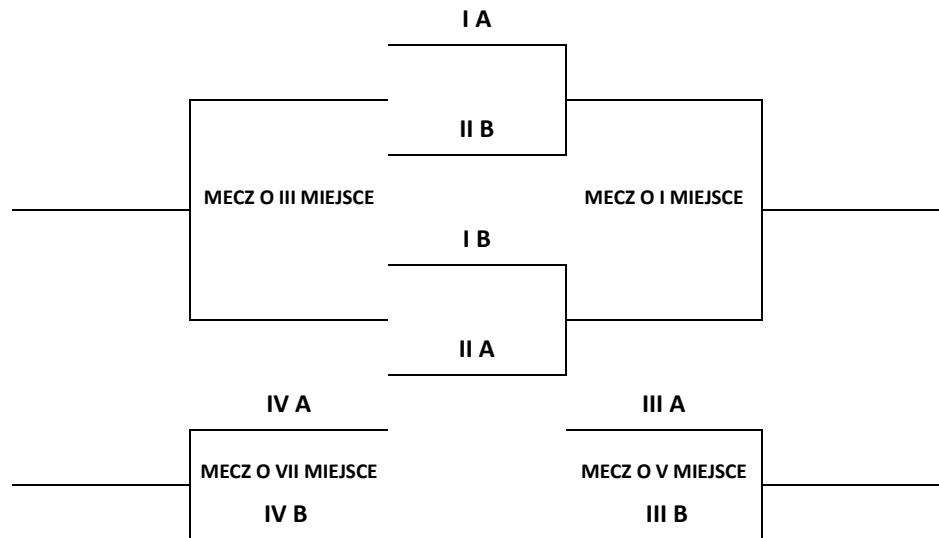 I A
II B
MECZ O III MIEJSCE
MECZ O I MIEJSCE
I B
II A
IV A
III A
MECZ O VII MIEJSCE
MECZ O V MIEJSCE
IV B
III B